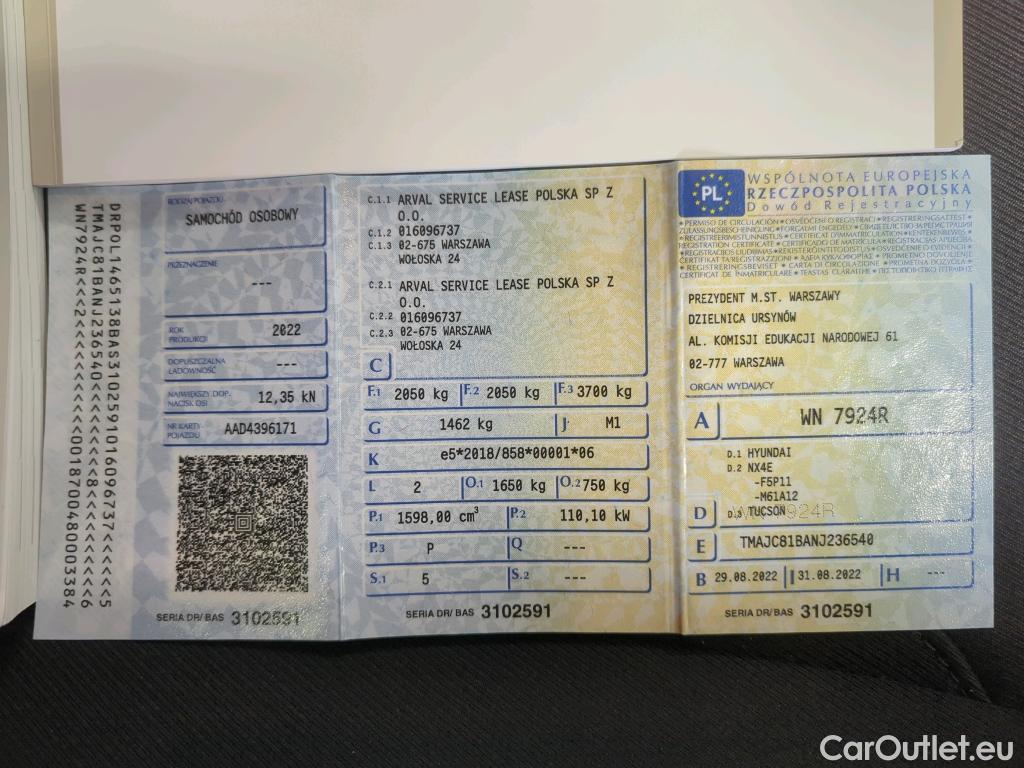 DRPOLL1465138BAS31025910160967​37<<<<<<<5
TMAJC81BANJ236540<<<<<<<<<<<8<<<<<<<<<<6
RODZAJ POJAZDU
SAMOCHÓD OSOBOWY
PRZEZNACZENIE
---
ROK PRODUKCJI 2022
DOPUSZCZALNA ŁADOWNOŚĆ ---
NAJWIĘKSZY DOP. NACISK OSI 12,35 kN
NR KARTY POJAZDU AAD4396171
SERIA DR/ BAS 3102591
C.1.1 ARVAL SERVICE LEASE POLSKA SP Z
O.O.
C.1.2 016096737
C.1.3 02-675 WARSZAWA
WOŁOSKA 24
C.2.1 ARVAL SERVICE LEASE POLSKA SP Z
O.O.
C.2.2 016096737
C.2.3 02-675 WARSZAWA
WOŁOSKA 24
C
F.1 2050 kg F.2 2050 kg F.3 3700 kg
G 1462 kg J M1
K e5*2018/858*00001*06
L 2 O.1 1650 kg O.2 750 kg
P.1 1598,00 cm³ P.2 110,10 kW
P.3 P Q ---
S.1 5 S.2 ---
SERIA DR/ BAS 3102591
PL
WSPÓLNOTA EUROPEJSKA
RZECZPOSPOLITA POLSKA
Dowód Rejestracyjny
PREZYDENT M.ST. WARSZAWY
DZIELNICA URSYNÓW
AL. KOMISJI EDUKACJI NARODOWEJ 61
02-777 WARSZAWA
ORGAN WYDAJĄCY
A WN 7924R
D.1 HYUNDAI
D.2 NX4E
-F5P11
-M61A12
D D.3 TUCSON
E TMAJC81BANJ236540
B 29.08.2022 I 31.08.2022 H ---
SERIA DR/ BAS 3102591
CarOutlet.eu